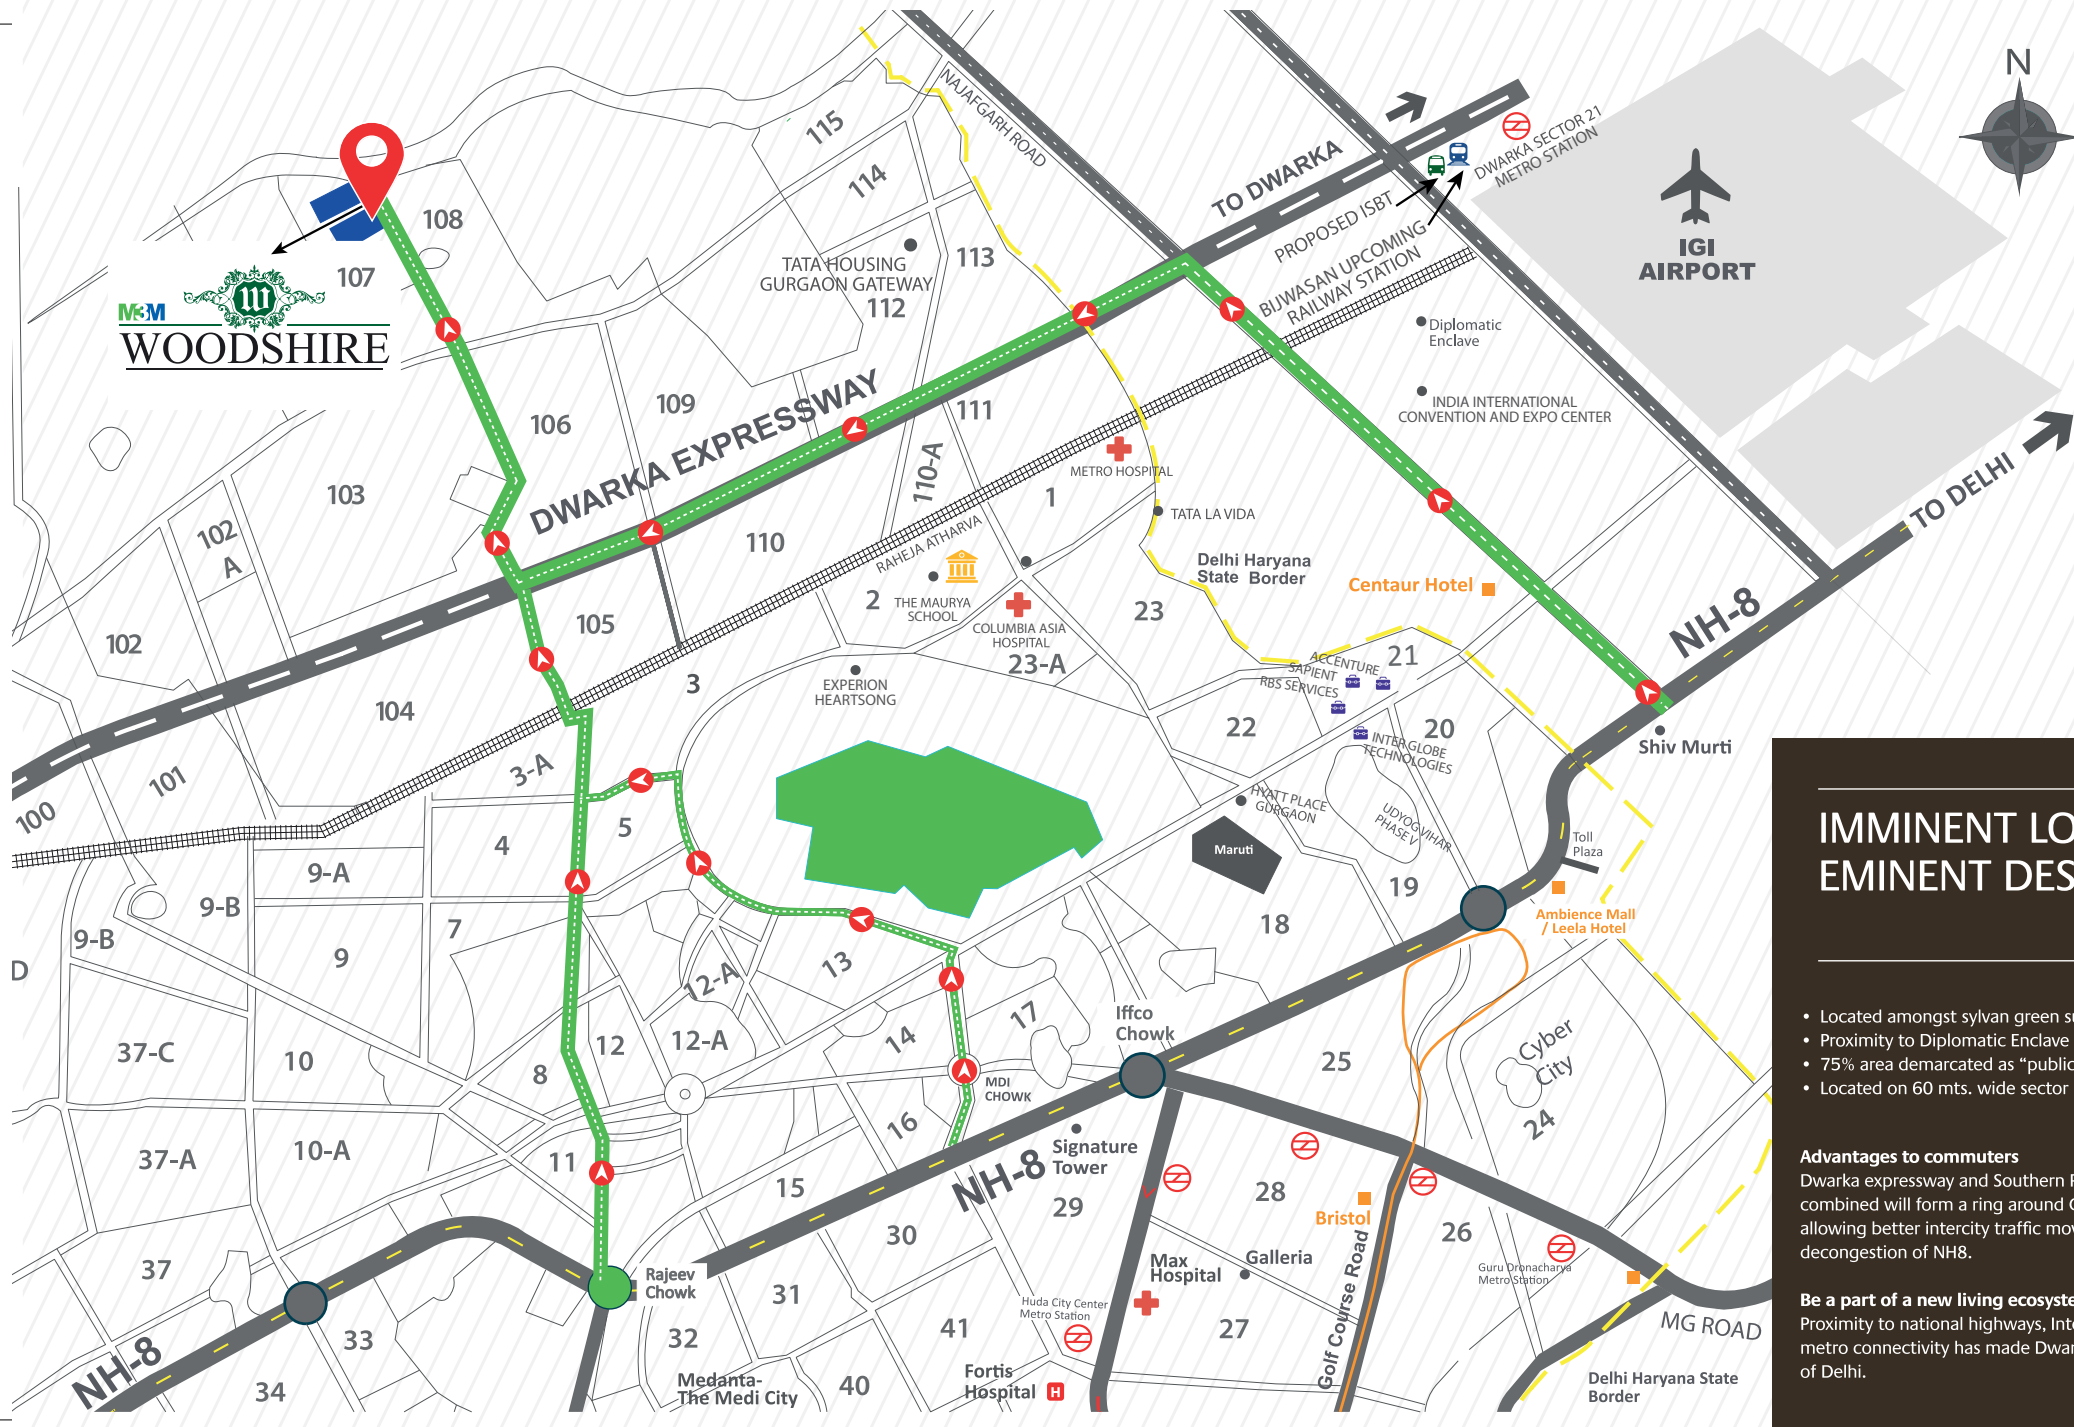 N
NAJAFGARH ROAD
115
114
113
TO DWARKA
DWARKA SECTOR 21
METRO STATION
PROPOSED ISBT
BIJWASAN UPCOMING
RAILWAY STATION
IGI
AIRPORT
108
107
M3M
W
WOODSHIRE
TATA HOUSING
GURGAON GATEWAY
112
Diplomatic
Enclave
INDIA INTERNATIONAL
CONVENTION AND EXPO CENTER
106
109
DWARKA EXPRESSWAY
111
110-A
METRO HOSPITAL
1
TATA LA VIDA
TO DELHI
103
102
A
110
RAHEJA ATHARVA
THE MAURYA
SCHOOL
2
COLUMBIA ASIA
HOSPITAL
23-A
23
Delhi Haryana
State Border
Centaur Hotel
NH-8
102
105
104
3
EXPERION
HEARTSONG
ACCENTURE
SAPIENT
RBS SERVICES
21
22
20
INTERGLOBE
TECHNOLOGIES
Shiv Murti
101
100
3-A
4
5
HYATT PLACE
GURGAON
UDYOG VIHAR
PHASE V
Maruti
Toll
Plaza
19
18
Ambience Mall
/ Leela Hotel
9-A
9-B
9-B
9
7
D
13
12-A
12-A
12
14
17
Iffco
Chowk
37-C
10
8
MDI
CHOWK
25
Cyber
City
24
16
37-A
10-A
11
Signature
Tower
NH-8
15
29
28
Bristol
26
30
Guru Dronacharya
Metro Station
37
Rajeev
Chowk
Max
Hospital
Galleria
31
Huda City Center
Metro Station
Golf Course Road
MG ROAD
33
32
41
27
NH-8
34
Medanta-
The Medi City
40
Fortis
Hospital
H
Delhi Haryana State
Border
IMMINENT LO
EMINENT DES
• Located amongst sylvan green su
• Proximity to Diplomatic Enclave
• 75% area demarcated as “public
• Located on 60 mts. wide sector
Advantages to commuters
Dwarka expressway and Southern P
combined will form a ring around G
allowing better intercity traffic mov
decongestion of NH8.
Be a part of a new living ecosyste
Proximity to national highways, Inte
metro connectivity has made Dwar
of Delhi.